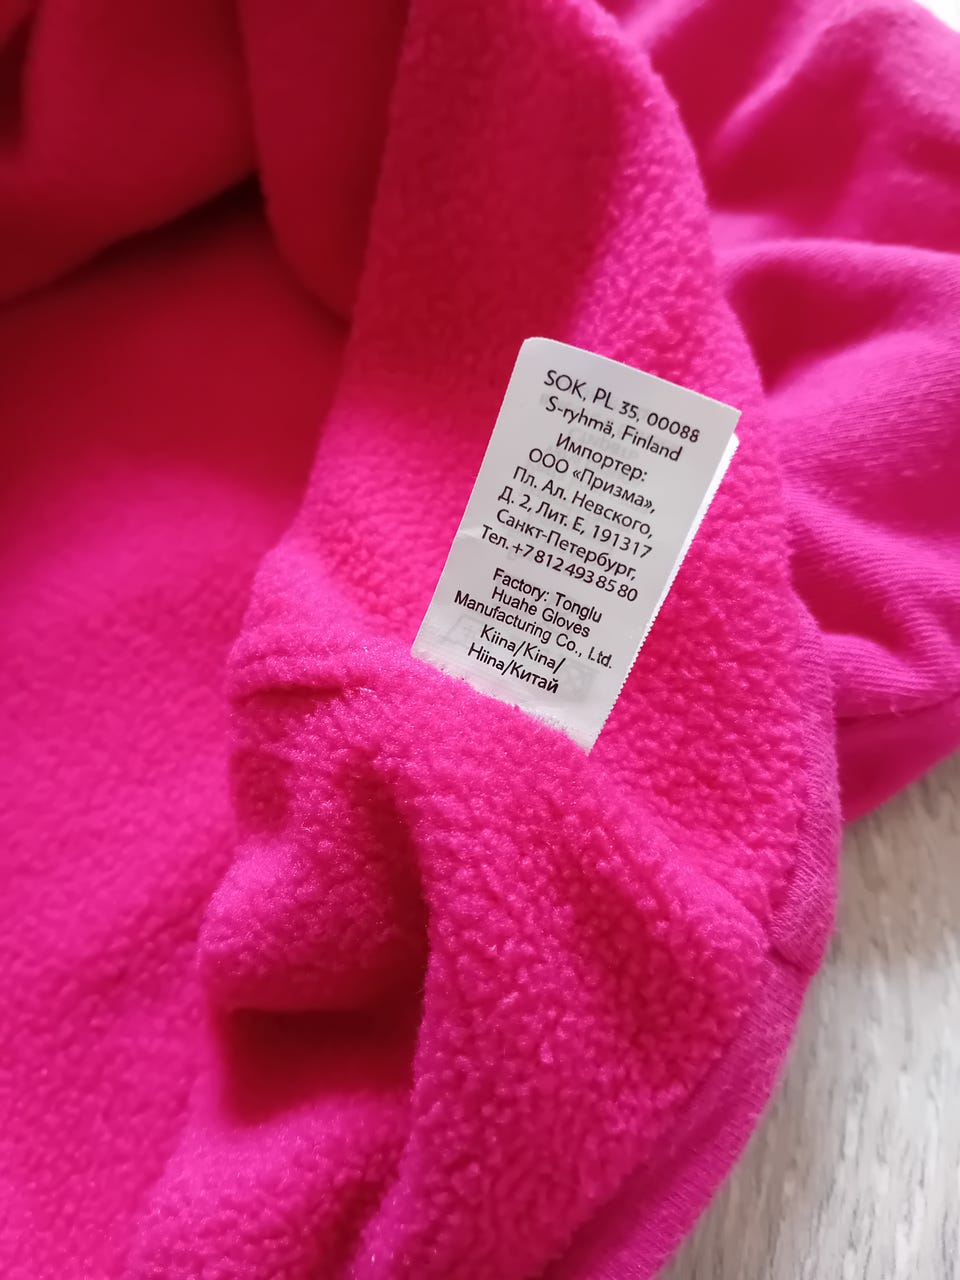 SOK, PL 35, 00088
S-ryhmä, Finland
Импортер:
ООО «Призма»,
Пл. Ал. Невского,
Д. 2, Лит. Е, 191317
Санкт-Петербург,
Тел. +7 812 493 85 80
Factory: Tonglu
Huahe Gloves
Manufacturing Co., Ltd.
Kiina/Kina/
Hiina/Китай